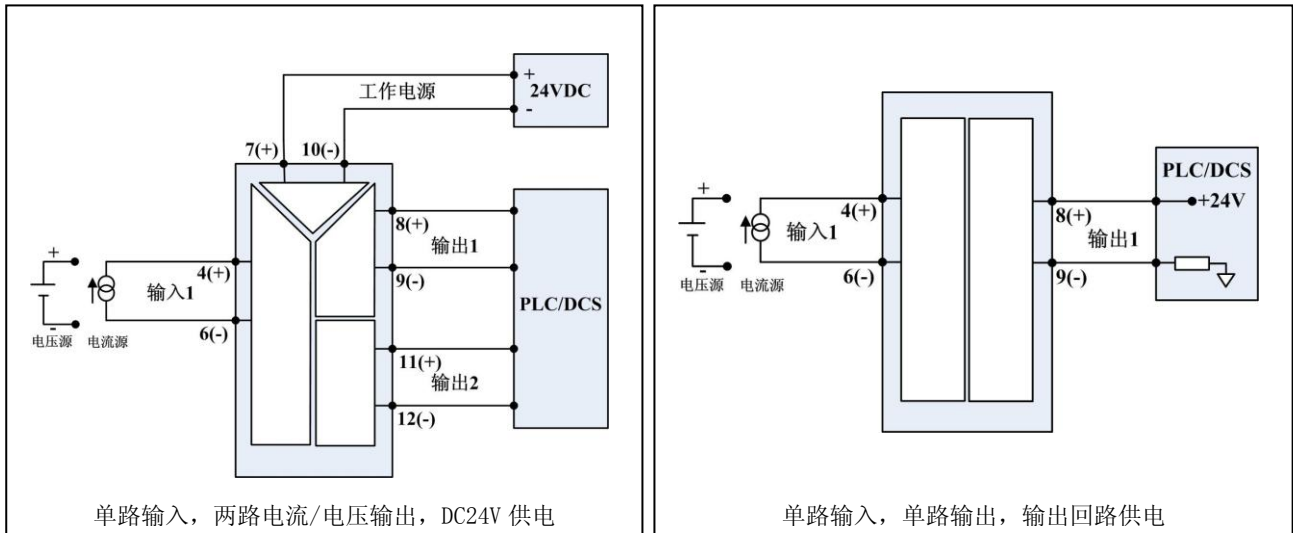 +
工作电源
24VDC
-
7(+)
10(-)
8(+)
输出1
9(-)
+
4(+)
输入1
6(-)
-
电压源
电流源
PLC/DCS
11(+)
输出2
12(-)
单路输入，两路电流/电压输出，DC24V 供电
PLC/DCS
+24V
+
4(+)
8(+)
输入1
输出1
6(-)
9(-)
-
电压源
电流源
单路输入，单路输出，输出回路供电